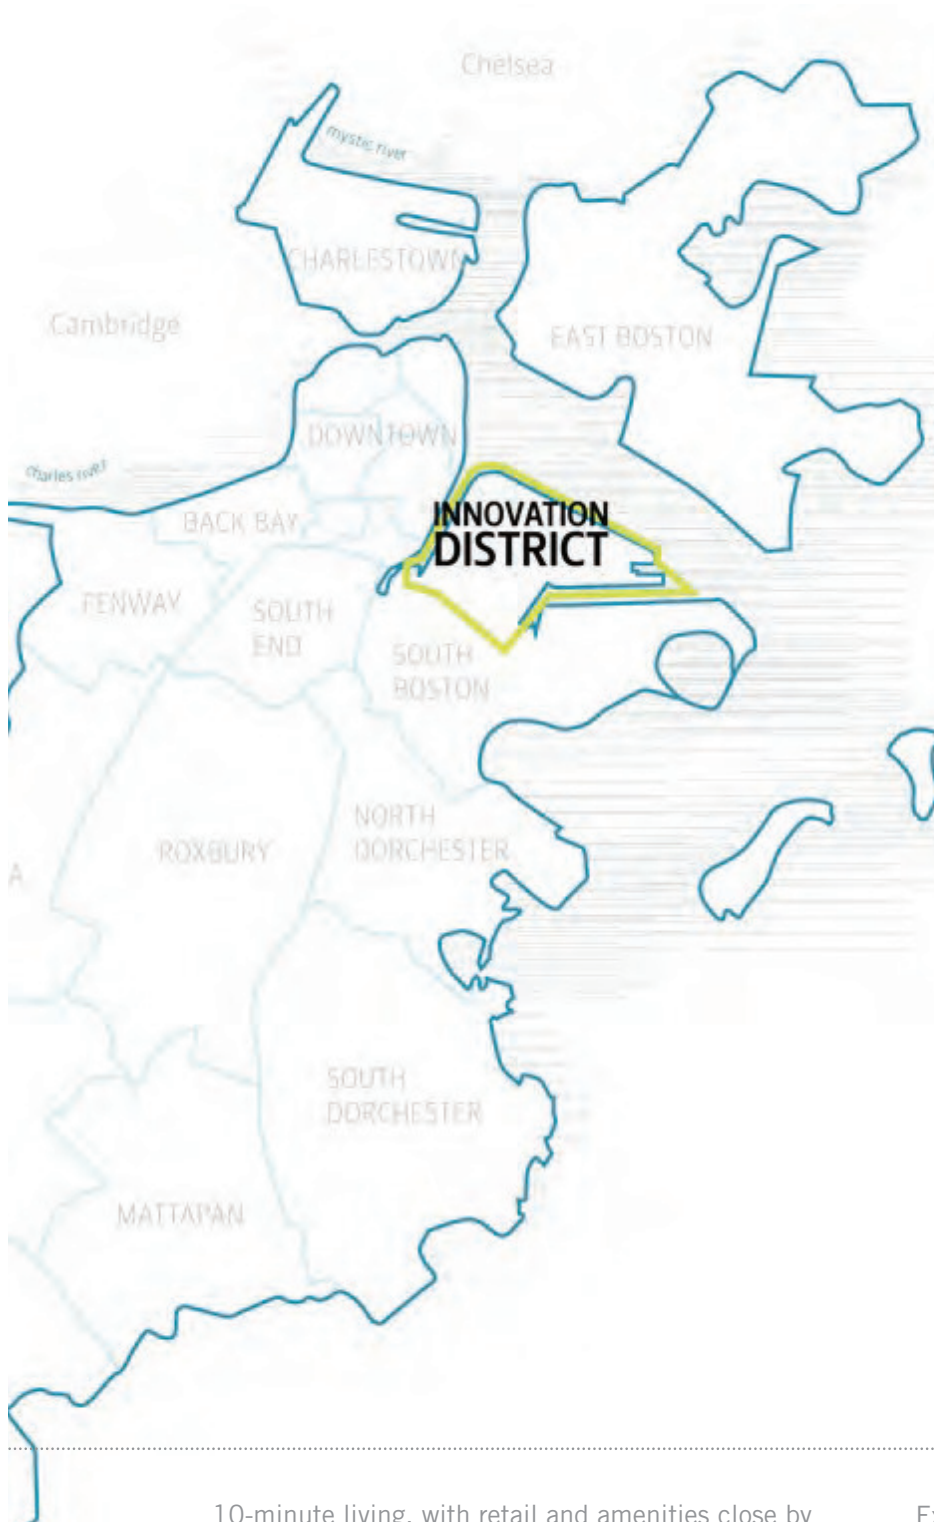 Chelsea
mystic river
CHARLESTOWN
Cambridge
EAST BOSTON
DOWNTOWN
charles river
INNOVATION
DISTRICT
BACK BAY
FENWAY
SOUTH
END
SOUTH
BOSTON
NORTH
DORCHESTER
ROXBURY
A
SOUTH
DORCHESTER
MATTAPAN
10-minute living, with retail and amenities close by